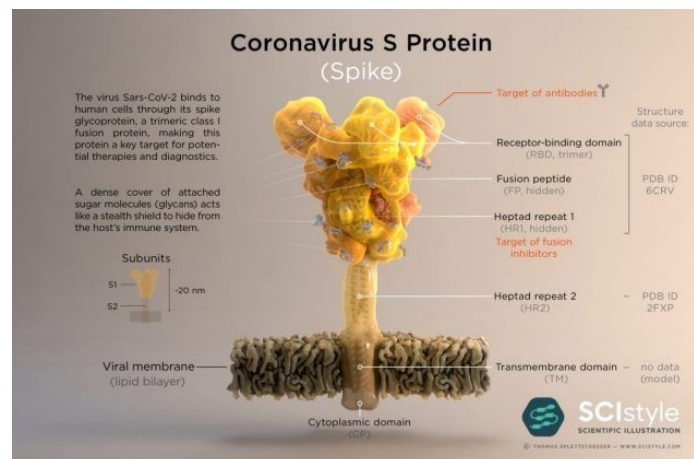 Coronavirus S Protein
(Spike)
The virus Sars-CoV-2 binds to
human cells through its spike
glycoprotein, a trimeric class I
fusion protein, making this
protein a key target for poten-
tial therapies and diagnostics.
A dense cover of attached
sugar molecules (glycans) acts
like a stealth shield to hide from
the host's immune system.
Subunits
S1
S2
~20 nm
Viral membrane
(lipid bilayer)
Target of antibodies
Structure
data source:
Receptor-binding domain
(RBD, trimer)
Fusion peptide
(FP, hidden)
PDB ID
6CRV
Heptad repeat 1
(HR1, hidden)
Target of fusion
inhibitors
Heptad repeat 2
(HR2)
– PDB ID
2FXP
Transmembrane domain
(TM)
– no data
(model)
Cytoplasmic domain
(CP)
SCIstyle
SCIENTIFIC ILLUSTRATION
© THOMAS SPLETTSTOESSER – WWW.SCISTYLE.COM